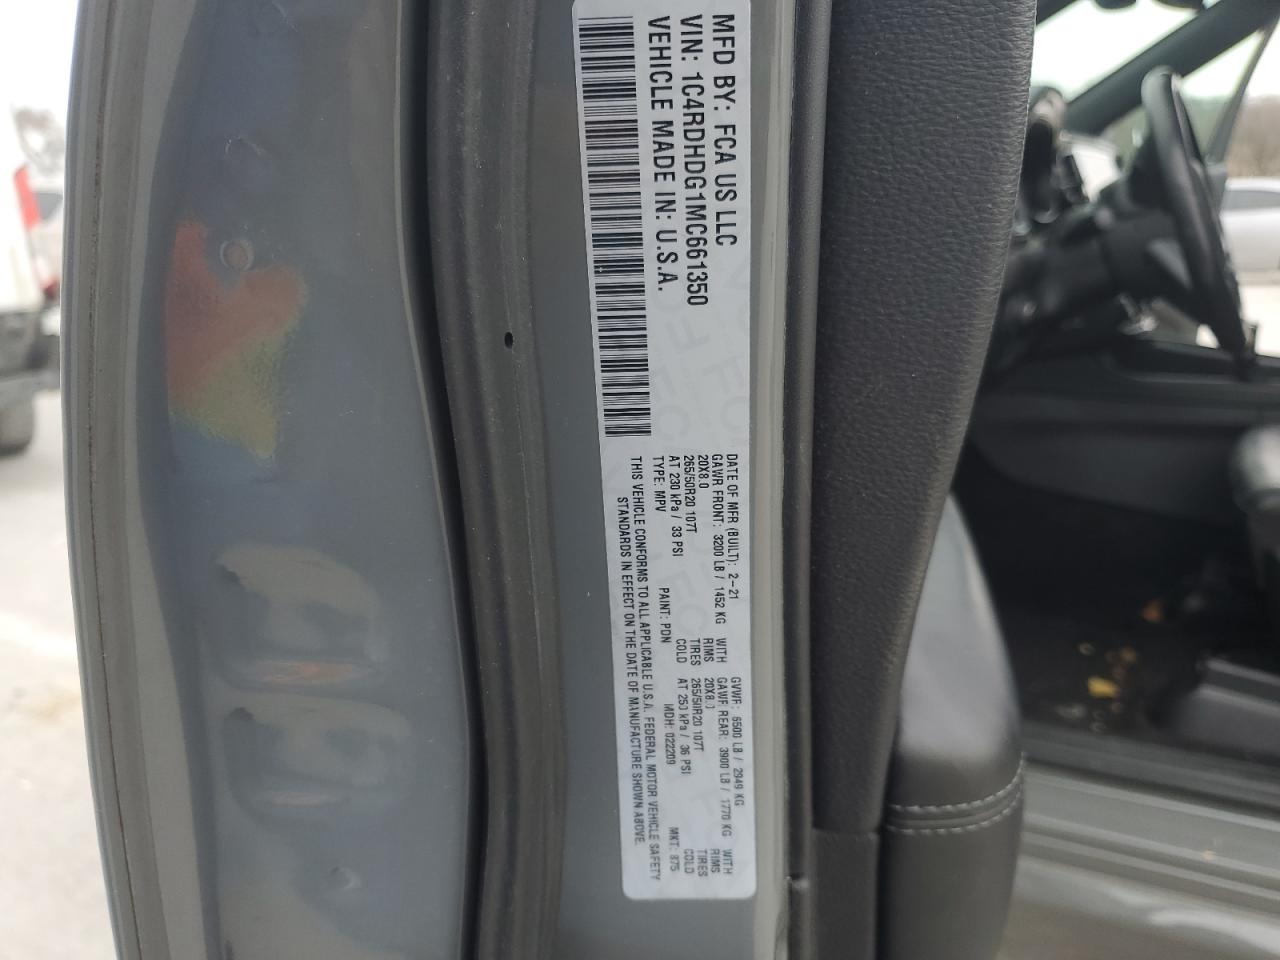 MFD BY: FCA US LLC
VIN: 1C4RDHDG1MC661350
VEHICLE MADE IN: U.S.A.
DATE OF MFR (BUILT): 2-21
GVWR: 6500 LB / 2949 KG
GAWR FRONT: 3200 LB / 1452 KG WITH
20X8.0 RIMS
265/50R20 107T TIRES
AT 230 kPa / 33 PSI COLD
GAWR REAR: 3900 LB / 1770 KG WITH
20X8.0 RIMS
265/50R20 107T TIRES
AT 250 kPa / 36 PSI COLD
TYPE: MPV PAINT: PDN MDH: 022209 MKT: 875
THIS VEHICLE CONFORMS TO ALL APPLICABLE U.S.A. FEDERAL MOTOR VEHICLE SAFETY
STANDARDS IN EFFECT ON THE DATE OF MANUFACTURE SHOWN ABOVE.